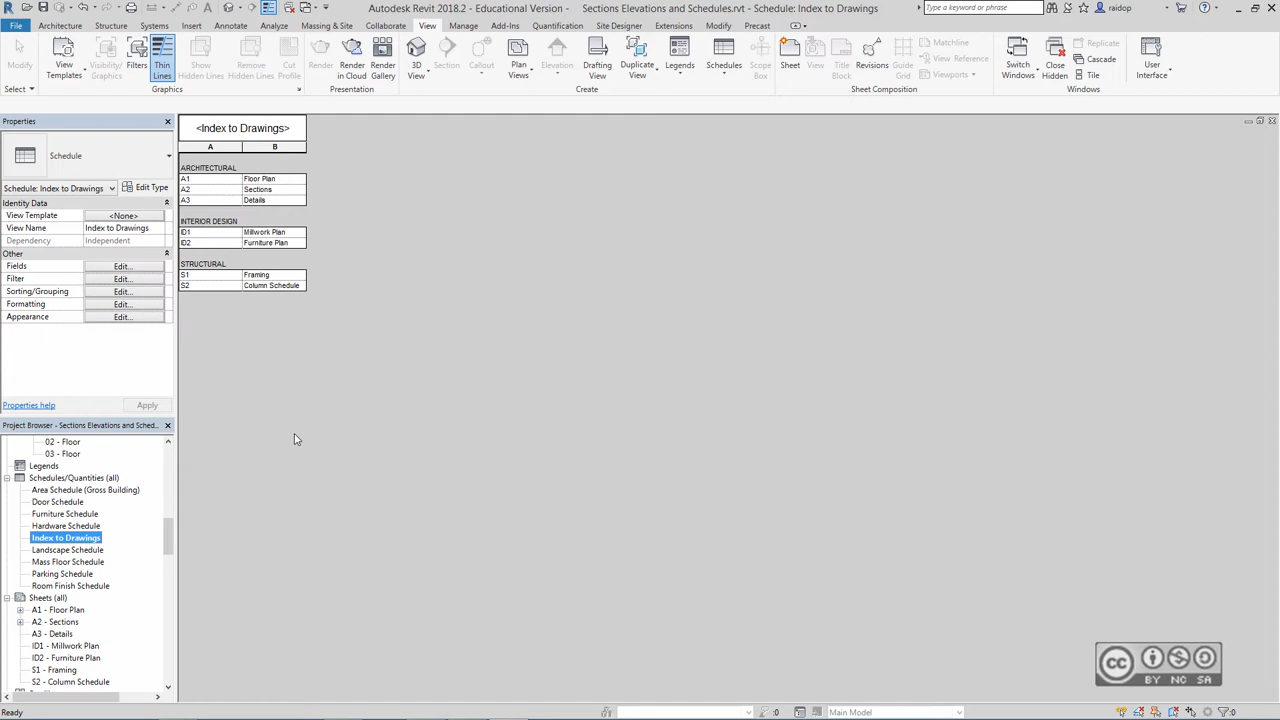 Autodesk Revit 2018.2 - Educational Version - Sections Elevations and Schedules.rvt - Schedule: Index to Drawings
Type a keyword or phrase
raidop
File Architecture Structure Systems Insert Annotate Analyze Massing & Site Collaborate View Manage Add-Ins Quantification Site Designer Extensions Modify Precast
Modify
View Templates
Visibility/ Graphics
Filters
Thin Lines
Show Hidden Lines
Remove Hidden Lines
Cut Profile
Render
Render in Cloud
Render Gallery
3D View
Section
Callout
Plan Views
Elevation
Drafting View
Duplicate View
Legends
Schedules
Scope Box
Sheet
View
Title Block
Revisions
Guide Grid
Matchline
View Reference
Viewports
Switch Windows
Close Hidden
Replicate
Cascade
Tile
User Interface
Select Graphics Presentation Create Sheet Composition Windows
Properties
Schedule
Schedule: Index to Drawings Edit Type
Identity Data
View Template <None>
View Name Index to Drawings
Dependency Independent
Other
Fields Edit...
Filter Edit...
Sorting/Grouping Edit...
Formatting Edit...
Appearance Edit...
Properties help Apply
Project Browser - Sections Elevations and Sched...
02 - Floor
03 - Floor
Legends
Schedules/Quantities (all)
Area Schedule (Gross Building)
Door Schedule
Furniture Schedule
Hardware Schedule
Index to Drawings
Landscape Schedule
Mass Floor Schedule
Parking Schedule
Room Finish Schedule
Sheets (all)
A1 - Floor Plan
A2 - Sections
A3 - Details
ID1 - Millwork Plan
ID2 - Furniture Plan
S1 - Framing
S2 - Column Schedule
<Index to Drawings>
A B
ARCHITECTURAL
A1 Floor Plan
A2 Sections
A3 Details
INTERIOR DESIGN
ID1 Millwork Plan
ID2 Furniture Plan
STRUCTURAL
S1 Framing
S2 Column Schedule
cc
BY NC SA
Ready
:0
Main Model
:0